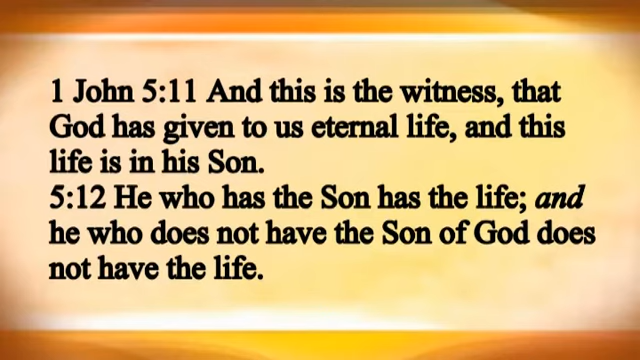 1 John 5:11 And this is the witness, that
God has given to us eternal life, and this
life is in his Son.
5:12 He who has the Son has the life; and
he who does not have the Son of God does
not have the life.